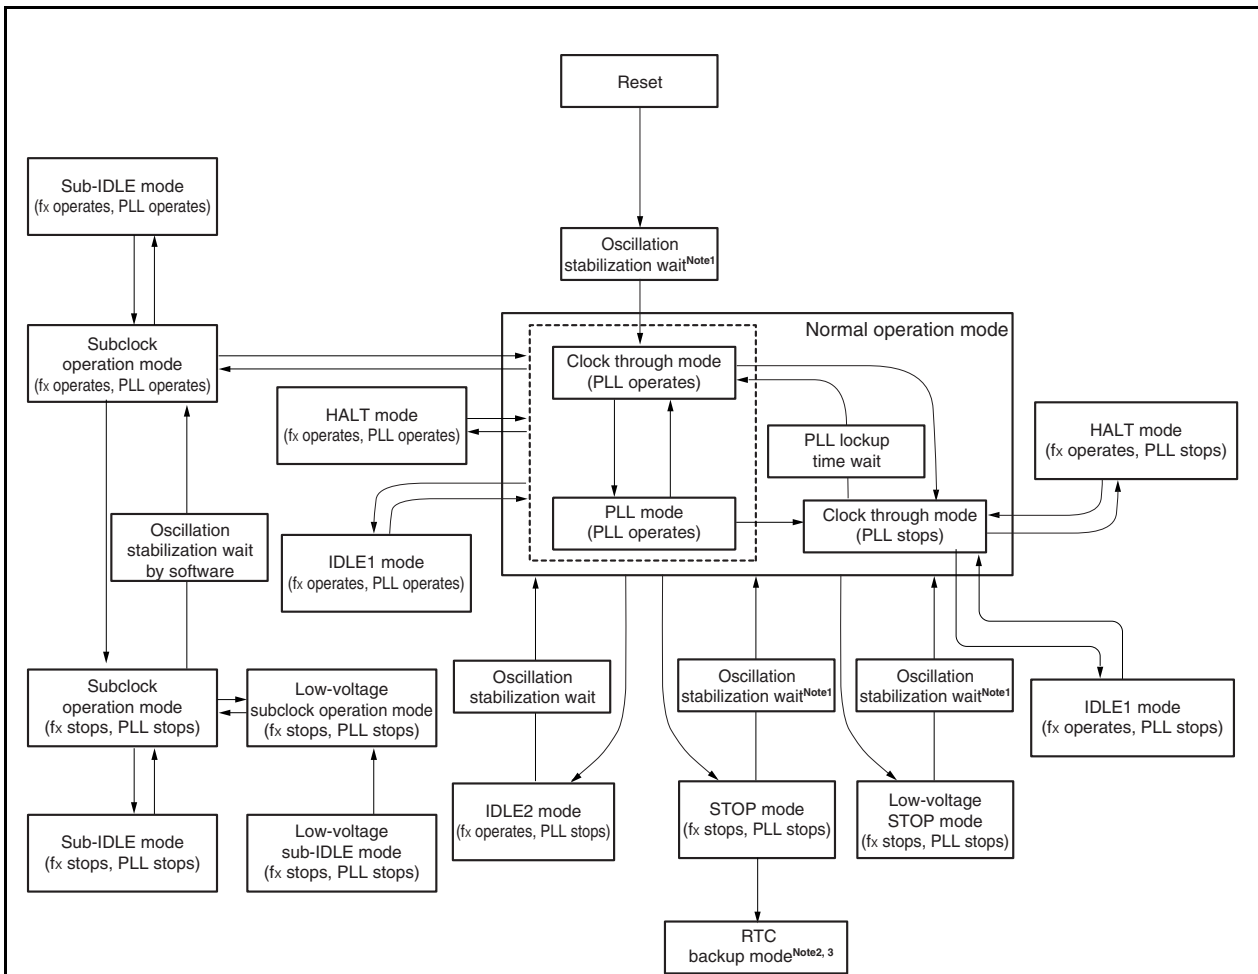 Reset
Sub-IDLE mode
(fx operates, PLL operates)
Oscillation
stabilization waitNote1
Normal operation mode
Subclock
operation mode
(fx operates, PLL operates)
Clock through mode
(PLL operates)
HALT mode
(fx operates, PLL operates)
PLL lockup
time wait
HALT mode
(fx operates, PLL stops)
PLL mode
(PLL operates)
Clock through mode
(PLL stops)
Oscillation
stabilization wait
by software
IDLE1 mode
(fx operates, PLL operates)
Subclock
operation mode
(fx stops, PLL stops)
Low-voltage
subclock operation mode
(fx stops, PLL stops)
Oscillation
stabilization wait
Oscillation
stabilization waitNote1
Oscillation
stabilization waitNote1
IDLE1 mode
(fx operates, PLL stops)
Sub-IDLE mode
(fx stops, PLL stops)
Low-voltage
sub-IDLE mode
(fx stops, PLL stops)
IDLE2 mode
(fx operates, PLL stops)
STOP mode
(fx stops, PLL stops)
Low-voltage
STOP mode
(fx stops, PLL stops)
RTC
backup modeNote2, 3